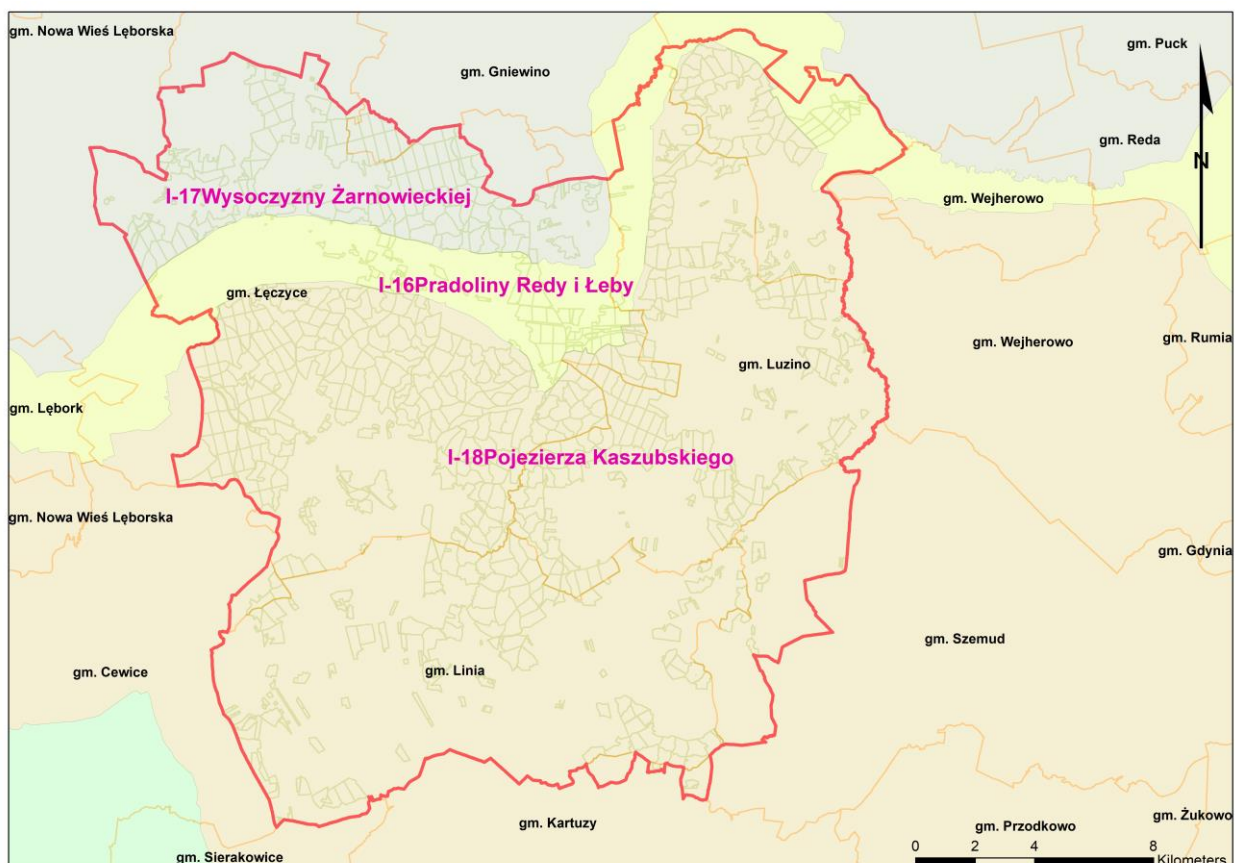 gm. Nowa Wieś Lęborska
gm. Puck
gm. Gniewino
N
gm. Reda
I-17Wysoczyzny Żarnowieckiej
gm. Wejherowo
I-16Pradoliny Redy i Łeby
gm. Łęczyce
gm. Wejherowo
gm. Rumia
gm. Luzino
gm. Lębork
I-18Pojezierza Kaszubskiego
gm. Nowa Wieś Lęborska
gm. Gdynia
gm. Szemud
gm. Cewice
gm. Linia
gm. Kartuzy
gm. Przodkowo
gm. Żukowo
0 2 4 8
Kilometers
gm. Sierakowice